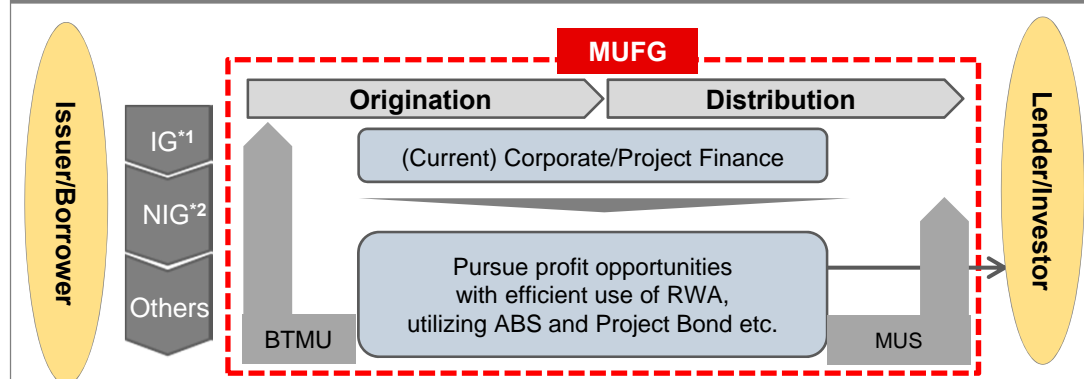 MUFG
Origination
Distribution
Issuer/Borrower
IG*1
NIG*2
Others
(Current) Corporate/Project Finance
Pursue profit opportunities
with efficient use of RWA,
utilizing ABS and Project Bond etc.
BTMU
MUS
Lender/Investor